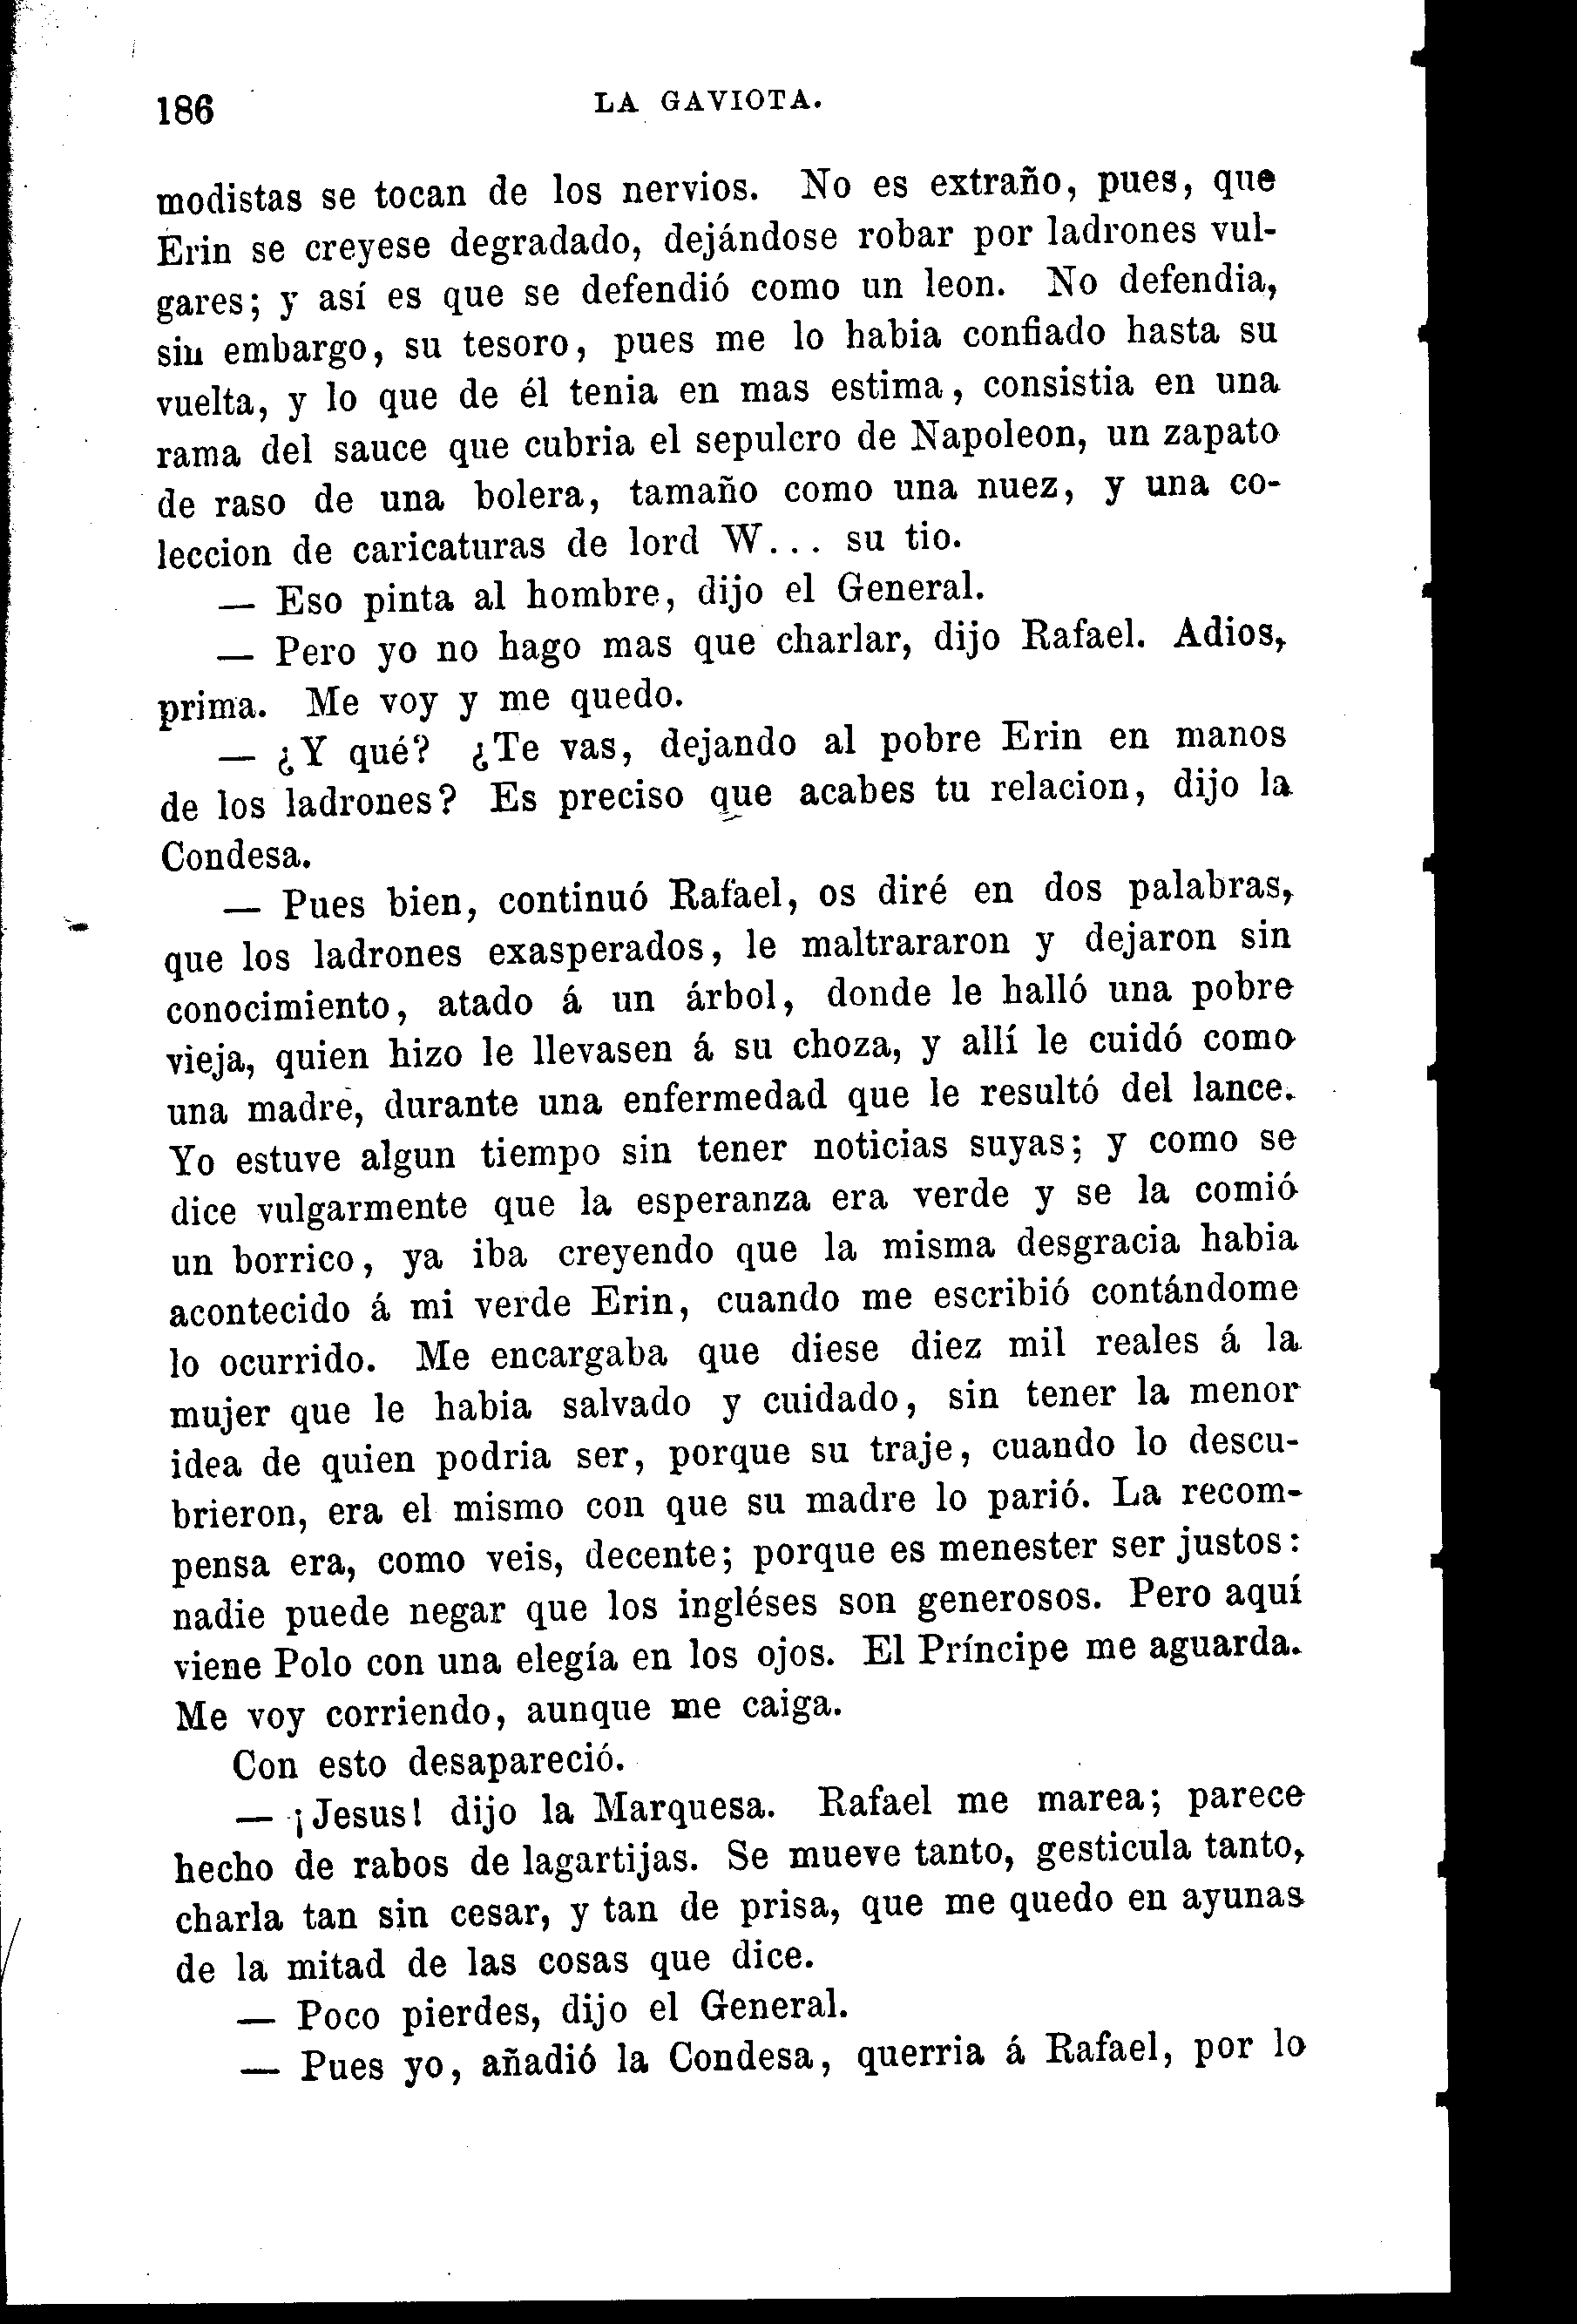 186
LA GAVIOTA.
modistas se tocan de los nervios. No es extraño, pues, que
Erin se creyese degradado, dejándose robar por ladrones vul-
gares; y así es que se defendió como un leon. No defendia,
sin embargo, su tesoro, pues me lo habia confiado hasta su
vuelta, y lo que de él tenia en mas estima, consistia en una
rama del sauce que cubria el sepulcro de Napoleon, un zapato
de raso de una bolera, tamaño como una nuez, y una co-
leccion de caricaturas de lord W... su tio.
— Eso pinta al hombre, dijo el General.
— Pero yo no hago mas que charlar, dijo Rafael. Adios,
prima. Me voy y me quedo.
— ¿Y qué? ¿Te vas, dejando al pobre Erin en manos
de los ladrones? Es preciso que acabes tu relacion, dijo la
Condesa.
— Pues bien, continuó Rafael, os diré en dos palabras,
que los ladrones exasperados, le maltrararon y dejaron sin
conocimiento, atado á un árbol, donde le halló una pobre
vieja, quien hizo le llevasen á su choza, y allí le cuidó como
una madre, durante una enfermedad que le resultó del lance.
Yo estuve algun tiempo sin tener noticias suyas; y como se
dice vulgarmente que la esperanza era verde y se la comió
un borrico, ya iba creyendo que la misma desgracia habia
acontecido á mi verde Erin, cuando me escribió contándome
lo ocurrido. Me encargaba que diese diez mil reales á la
mujer que le habia salvado y cuidado, sin tener la menor
idea de quien podria ser, porque su traje, cuando lo descu-
brieron, era el mismo con que su madre lo parió. La recom-
pensa era, como veis, decente; porque es menester ser justos:
nadie puede negar que los ingléses son generosos. Pero aquí
viene Polo con una elegía en los ojos. El Príncipe me aguarda.
Me voy corriendo, aunque me caiga.
Con esto desapareció.
— ¡Jesus! dijo la Marquesa. Rafael me marea; parece
hecho de rabos de lagartijas. Se mueve tanto, gesticula tanto,
charla tan sin cesar, y tan de prisa, que me quedo en ayunas
de la mitad de las cosas que dice.
— Poco pierdes, dijo el General.
— Pues yo, añadió la Condesa, querria á Rafael, por lo